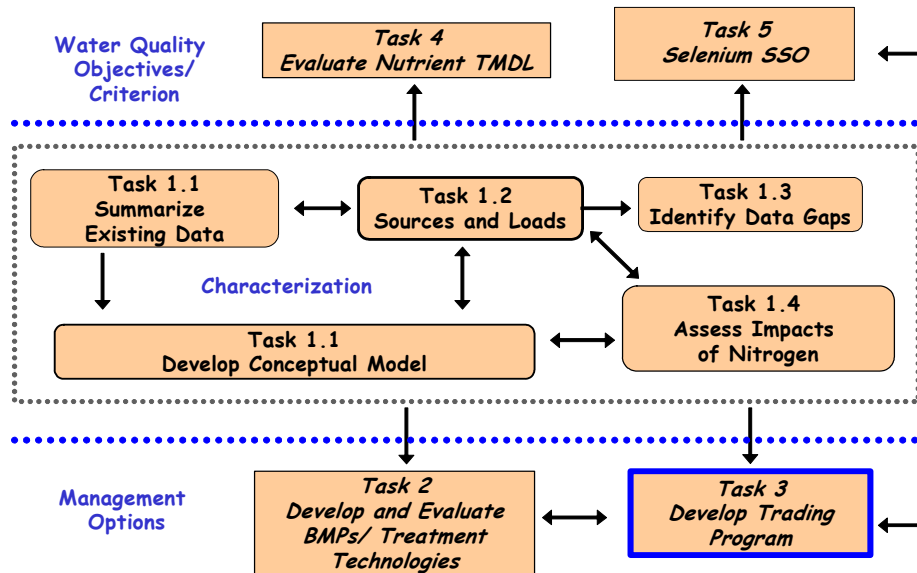 Water Quality
Objectives/
Criterion
Task 4
Evaluate Nutrient TMDL
Task 5
Selenium SSO
Task 1.1
Summarize
Existing Data
Task 1.2
Sources and Loads
Task 1.3
Identify Data Gaps
Characterization
Task 1.1
Develop Conceptual Model
Task 1.4
Assess Impacts
of Nitrogen
Management
Options
Task 2
Develop and Evaluate
BMPs/ Treatment
Technologies
Task 3
Develop Trading
Program